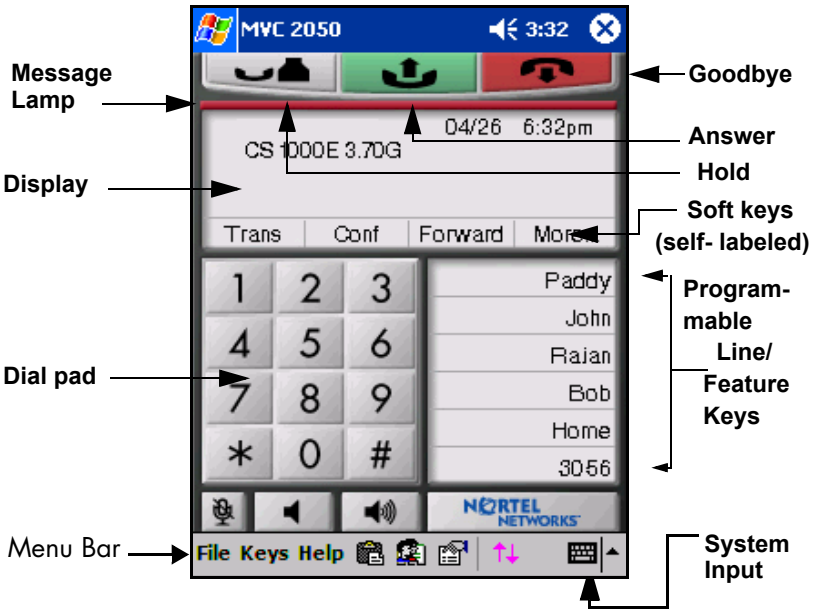 MVC 2050 3:32
Message
Lamp
Goodbye
04/26 6:32pm
CS 1000E 3.70G
Answer
Hold
Display
Soft keys
(self- labeled)
Trans Conf Forward
1 2 3
4 5 6
7 8 9
* 0 #
Dial pad
Paddy
John
Rajan
Bob
Home
3056
Program-
mable
Line/
Feature
Keys
NORTEL
NETWORKS
Menu Bar
File Keys Help
System
Input